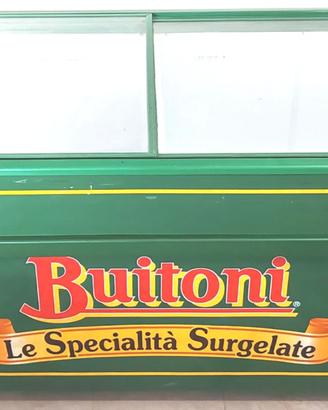 Buitoni®
Le Specialità Surgelate